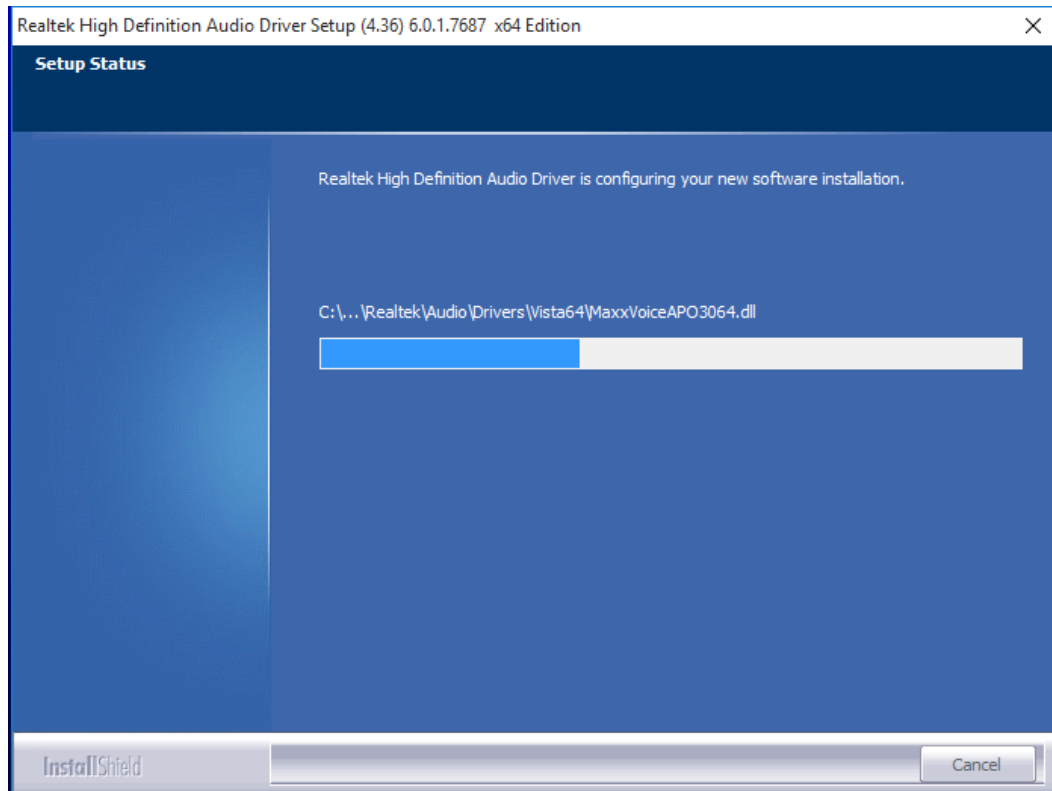 Realtek High Definition Audio Driver Setup (4.36) 6.0.1.7687 x64 Edition
Setup Status
Realtek High Definition Audio Driver is configuring your new software installation.
C:\...\Realtek\Audio\Drivers\Vista64\MaxxVoiceAPO3064.dll
InstallShield
Cancel